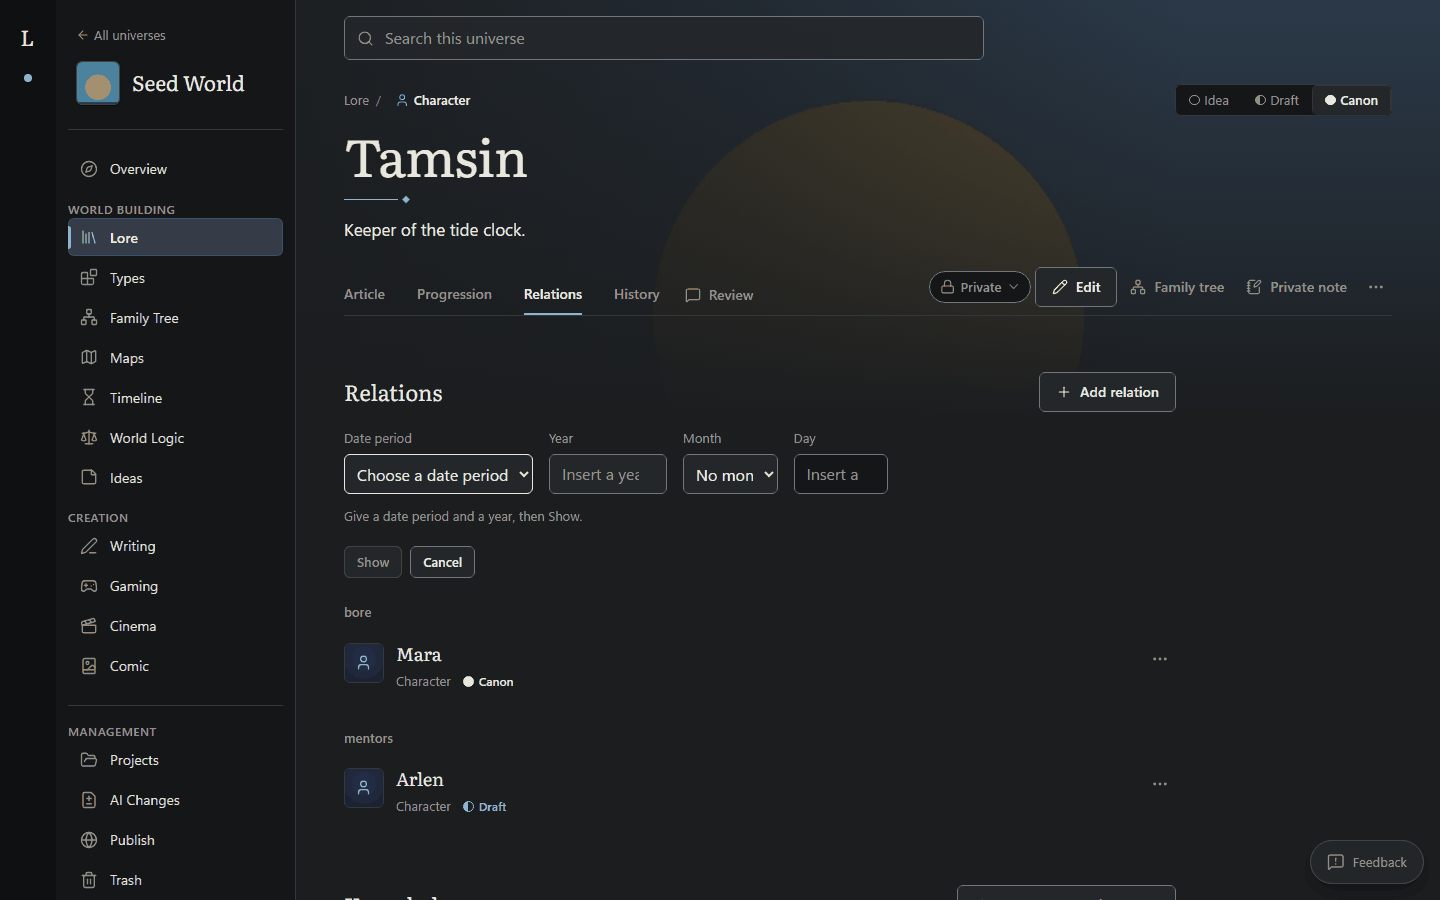 L
All universes
Seed World
Overview
WORLD BUILDING
Lore
Types
Family Tree
Maps
Timeline
World Logic
Ideas
CREATION
Writing
Gaming
Cinema
Comic
MANAGEMENT
Projects
AI Changes
Publish
Trash
Search this universe
Lore / Character
Idea Draft Canon
Tamsin
Keeper of the tide clock.
Article Progression Relations History Review
Private Edit Family tree Private note
Relations
Add relation
Date period Year Month Day
Choose a date period Insert a yea No mon Insert a
Give a date period and a year, then Show.
Show Cancel
bore
Mara
Character Canon
mentors
Arlen
Character Draft
Feedback